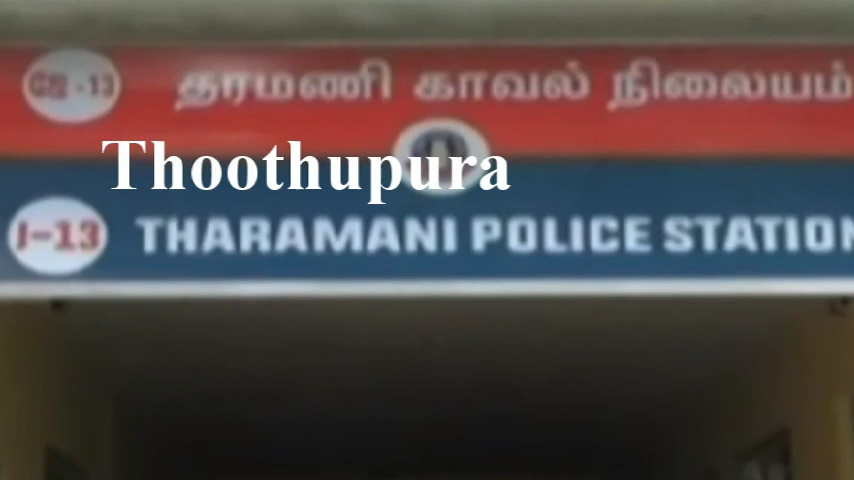 ஜே -13 தரமணி காவல் நிலையம்
Thoothupura
J-13 THARAMANI POLICE STATION